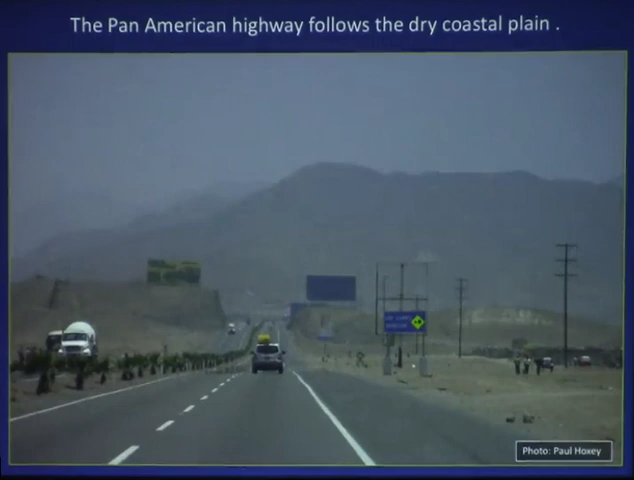 The Pan American highway follows the dry coastal plain .
Photo: Paul Hoxey